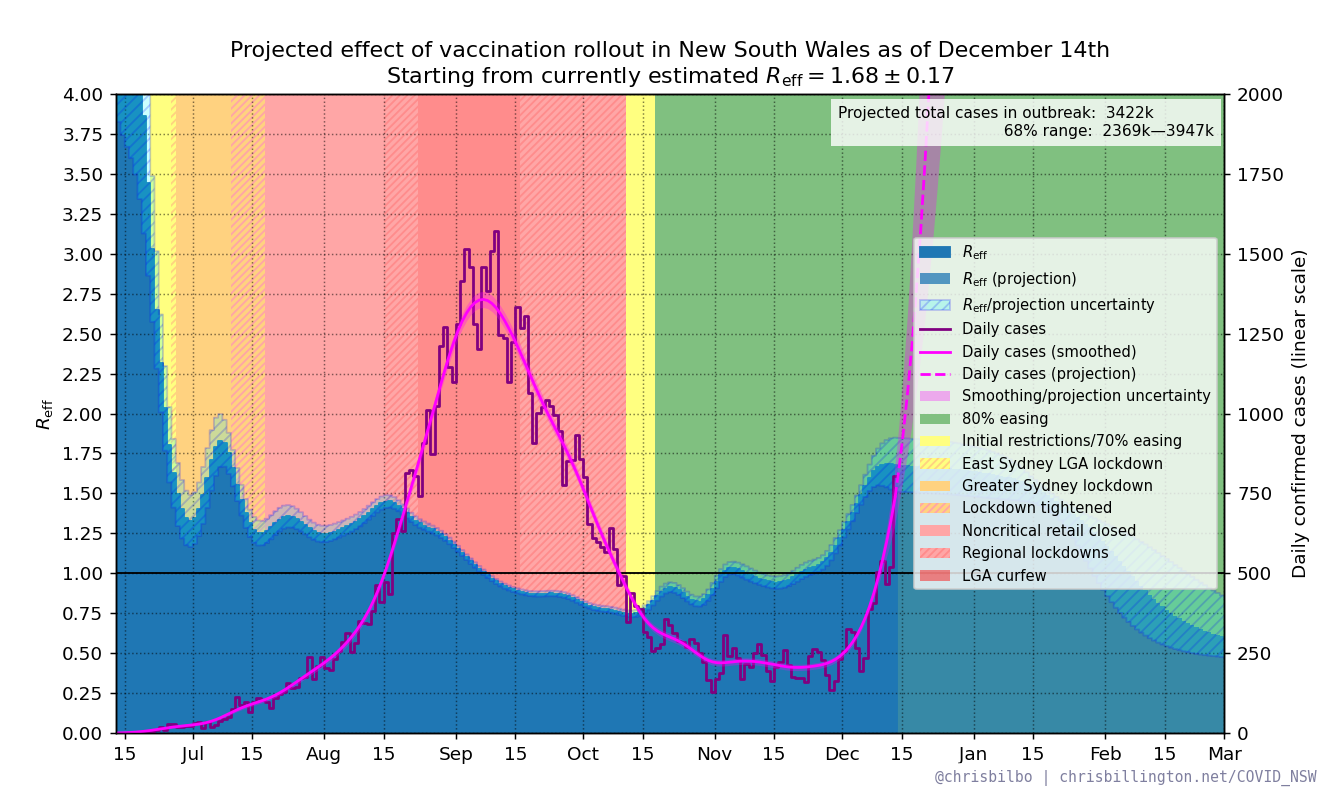 Projected effect of vaccination rollout in New South Wales as of December 14th
Starting from currently estimated R_eff = 1.68 ± 0.17
Projected total cases in outbreak: 3422k
68% range: 2369k—3947k
R_eff
4.00
3.75
3.50
3.25
3.00
2.75
2.50
2.25
2.00
1.75
1.50
1.25
1.00
0.75
0.50
0.25
0.00
R_eff
R_eff (projection)
R_eff/projection uncertainty
Daily cases
Daily cases (smoothed)
Daily cases (projection)
Smoothing/projection uncertainty
80% easing
Initial restrictions/70% easing
East Sydney LGA lockdown
Greater Sydney lockdown
Lockdown tightened
Noncritical retail closed
Regional lockdowns
LGA curfew
2000
1750
1500
1250
1000
750
500
250
0
Daily confirmed cases (linear scale)
15 Jul 15 Aug 15 Sep 15 Oct 15 Nov 15 Dec 15 Jan 15 Feb 15 Mar
@chrisbilbo | chrisbillington.net/COVID_NSW